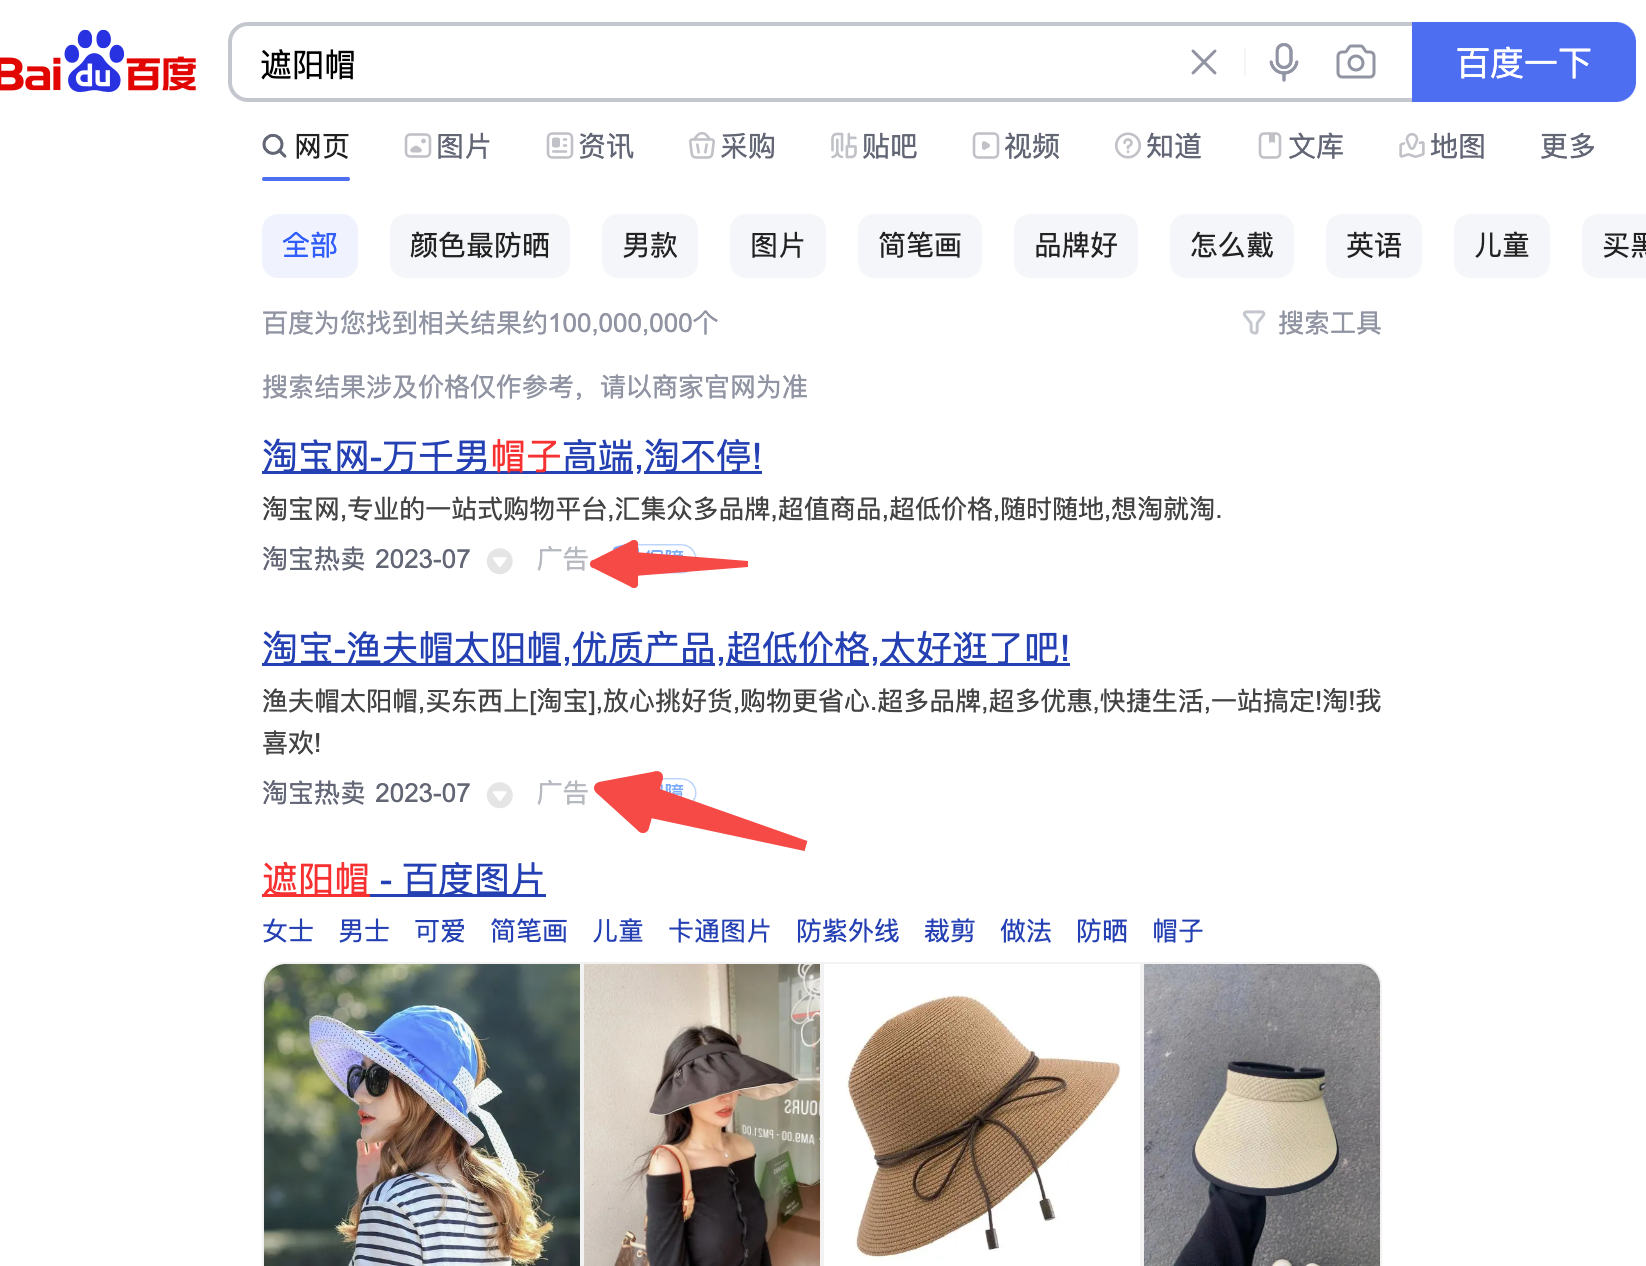 Bai du 百度
遮阳帽
百度一下
网页 图片 资讯 采购 贴吧 视频 知道 文库 地图 更多
全部 颜色最防晒 男款 图片 简笔画 品牌好 怎么戴 英语 儿童 买黑
百度为您找到相关结果约100,000,000个 搜索工具
搜索结果涉及价格仅作参考，请以商家官网为准
淘宝网-万千男帽子高端,淘不停!
淘宝网,专业的一站式购物平台,汇集众多品牌,超值商品,超低价格,随时随地,想淘就淘.
淘宝热卖 2023-07 广告
淘宝-渔夫帽太阳帽,优质产品,超低价格,太好逛了吧!
渔夫帽太阳帽,买东西上[淘宝],放心挑好货,购物更省心.超多品牌,超多优惠,快捷生活,一站搞定!淘!我
喜欢!
淘宝热卖 2023-07 广告
遮阳帽 - 百度图片
女士 男士 可爱 简笔画 儿童 卡通图片 防紫外线 裁剪 做法 防晒 帽子